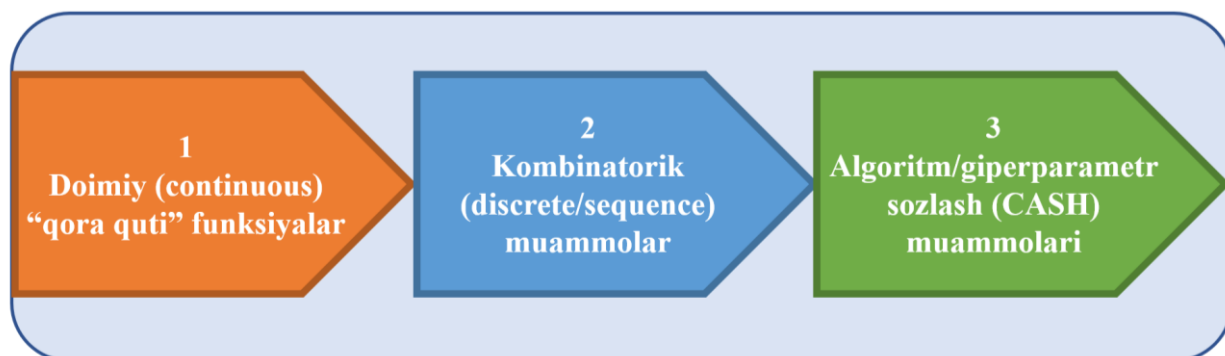 1
Doimiy (continuous)
“qora quti” funksiyalar
2
Kombinatorik
(discrete/sequence)
muammolar
3
Algoritm/giperparametr
sozlash (CASH)
muammolari